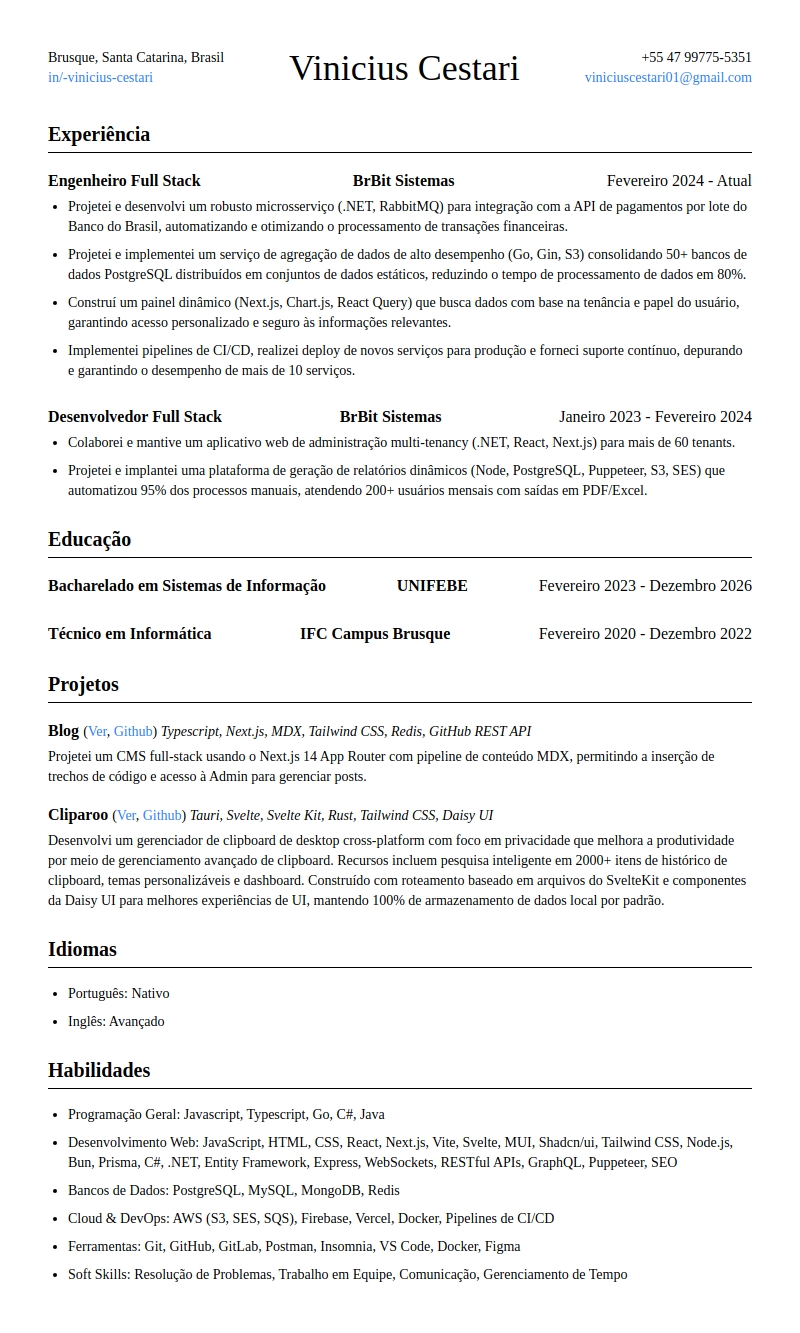 Brusque, Santa Catarina, Brasil
in/-vinicius-cestari
Vinicius Cestari
+55 47 99775-5351
viniciuscestari01@gmail.com
Experiência
Engenheiro Full Stack BrBit Sistemas Fevereiro 2024 - Atual
• Projetei e desenvolvi um robusto microsserviço (.NET, RabbitMQ) para integração com a API de pagamentos por lote do
Banco do Brasil, automatizando e otimizando o processamento de transações financeiras.
• Projetei e implementei um serviço de agregação de dados de alto desempenho (Go, Gin, S3) consolidando 50+ bancos de
dados PostgreSQL distribuídos em conjuntos de dados estáticos, reduzindo o tempo de processamento de dados em 80%.
• Construí um painel dinâmico (Next.js, Chart.js, React Query) que busca dados com base na tenância e papel do usuário,
garantindo acesso personalizado e seguro às informações relevantes.
• Implementei pipelines de CI/CD, realizei deploy de novos serviços para produção e forneci suporte contínuo, depurando
e garantindo o desempenho de mais de 10 serviços.
Desenvolvedor Full Stack BrBit Sistemas Janeiro 2023 - Fevereiro 2024
• Colaborei e mantive um aplicativo web de administração multi-tenancy (.NET, React, Next.js) para mais de 60 tenants.
• Projetei e implantei uma plataforma de geração de relatórios dinâmicos (Node, PostgreSQL, Puppeteer, S3, SES) que
automatizou 95% dos processos manuais, atendendo 200+ usuários mensais com saídas em PDF/Excel.
Educação
Bacharelado em Sistemas de Informação UNIFEBE Fevereiro 2023 - Dezembro 2026
Técnico em Informática IFC Campus Brusque Fevereiro 2020 - Dezembro 2022
Projetos
Blog (Ver, Github) Typescript, Next.js, MDX, Tailwind CSS, Redis, GitHub REST API
Projetei um CMS full-stack usando o Next.js 14 App Router com pipeline de conteúdo MDX, permitindo a inserção de
trechos de código e acesso à Admin para gerenciar posts.
Cliparoo (Ver, Github) Tauri, Svelte, Svelte Kit, Rust, Tailwind CSS, Daisy UI
Desenvolvi um gerenciador de clipboard de desktop cross-platform com foco em privacidade que melhora a produtividade
por meio de gerenciamento avançado de clipboard. Recursos incluem pesquisa inteligente em 2000+ itens de histórico de
clipboard, temas personalizáveis e dashboard. Construído com roteamento baseado em arquivos do SvelteKit e componentes
da Daisy UI para melhores experiências de UI, mantendo 100% de armazenamento de dados local por padrão.
Idiomas
• Português: Nativo
• Inglês: Avançado
Habilidades
• Programação Geral: Javascript, Typescript, Go, C#, Java
• Desenvolvimento Web: JavaScript, HTML, CSS, React, Next.js, Vite, Svelte, MUI, Shadcn/ui, Tailwind CSS, Node.js,
Bun, Prisma, C#, .NET, Entity Framework, Express, WebSockets, RESTful APIs, GraphQL, Puppeteer, SEO
• Bancos de Dados: PostgreSQL, MySQL, MongoDB, Redis
• Cloud & DevOps: AWS (S3, SES, SQS), Firebase, Vercel, Docker, Pipelines de CI/CD
• Ferramentas: Git, GitHub, GitLab, Postman, Insomnia, VS Code, Docker, Figma
• Soft Skills: Resolução de Problemas, Trabalho em Equipe, Comunicação, Gerenciamento de Tempo